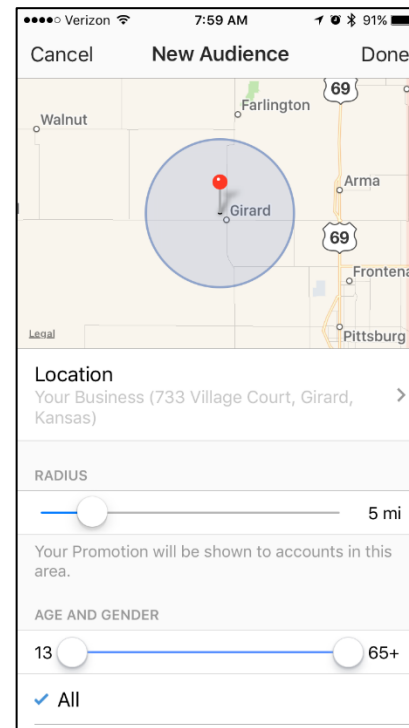 Verizon 7:59 AM 91%
Cancel New Audience Done
69
Farlington
Walnut
Arma
Girard
69
Frontena
Legal
Pittsburg
Location
Your Business (733 Village Court, Girard,
Kansas)
RADIUS
5 mi
Your Promotion will be shown to accounts in this
area.
AGE AND GENDER
13 65+
All